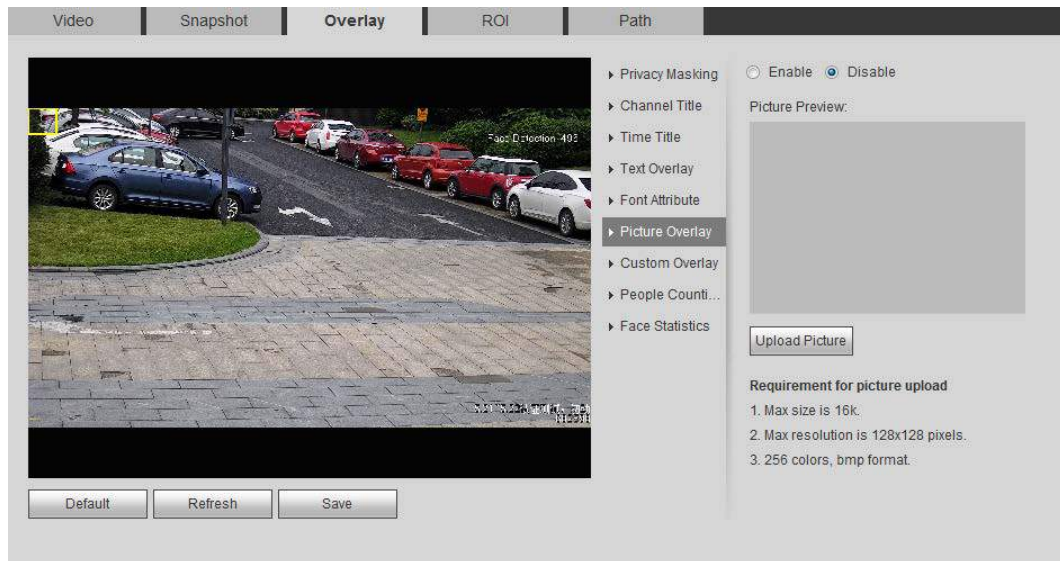 Video
Snapshot
Overlay
ROI
Path
Face Detection-
Privacy Masking
Channel Title
Time Title
Text Overlay
Font Attribute
Picture Overlay
Custom Overlay
People Counti...
Face Statistics
Enable
Disable
Picture Preview:
Upload Picture
Requirement for picture upload
1. Max size is 16k.
2. Max resolution is 128x128 pixels.
3. 256 colors, bmp format.
Default
Refresh
Save